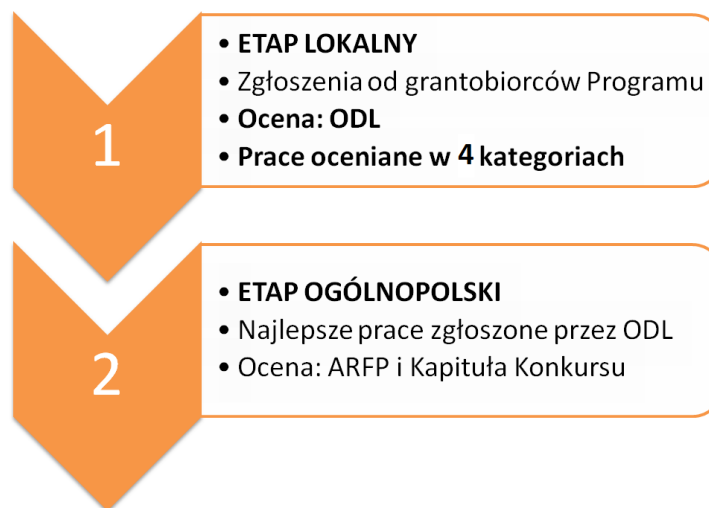 1
• ETAP LOKALNY
• Zgłoszenia od grantobiorców Programu
• Ocena: ODL
• Prace oceniane w 4 kategoriach
2
• ETAP OGÓLNOPOLSKI
• Najlepsze prace zgłoszone przez ODL
• Ocena: ARFP i Kapituła Konkursu